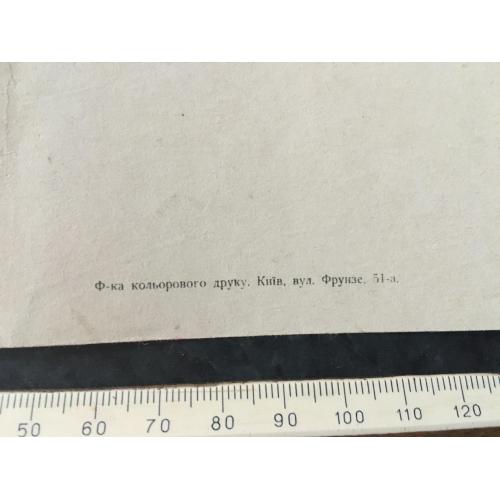 Ф-ка кольорового друку. Київ, вул. Фрунзе, 51-а.
50 60 70 80 90 100 110 120